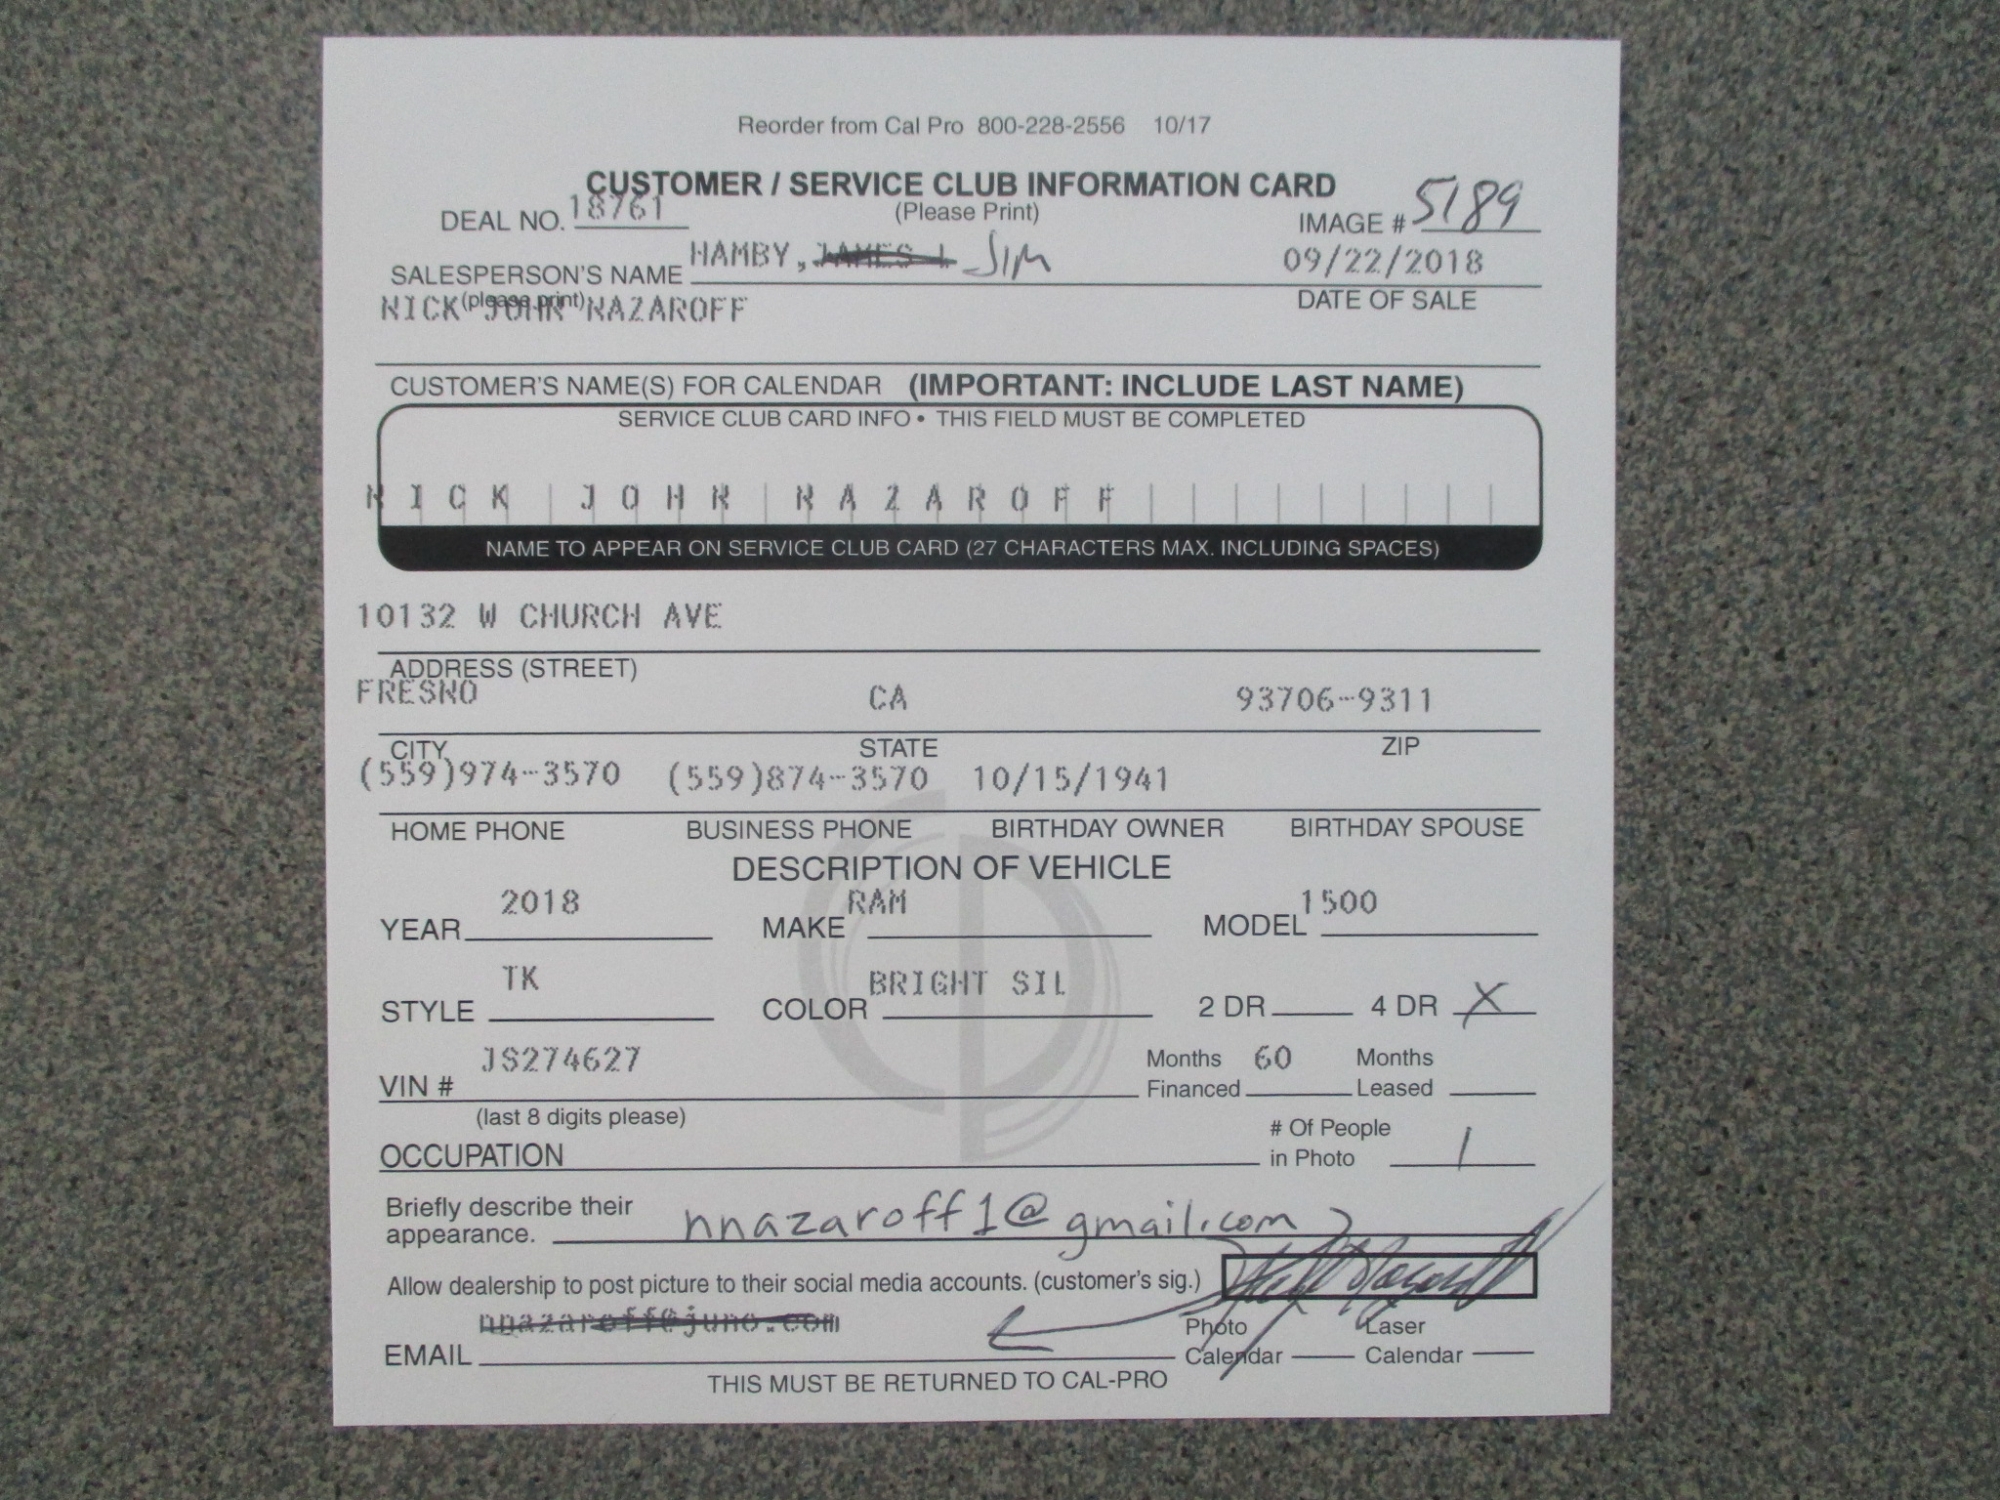 Reorder from Cal Pro 800-228-2556 10/17
CUSTOMER / SERVICE CLUB INFORMATION CARD
DEAL NO. 18761 (Please Print) IMAGE # 5189
SALESPERSON'S NAME HAMBY, JAMES L JIM 09/22/2018
(please print) DATE OF SALE
NICK JOHN NAZAROFF
CUSTOMER'S NAME(S) FOR CALENDAR (IMPORTANT: INCLUDE LAST NAME)
SERVICE CLUB CARD INFO • THIS FIELD MUST BE COMPLETED
NICK JOHN NAZAROFF
NAME TO APPEAR ON SERVICE CLUB CARD (27 CHARACTERS MAX. INCLUDING SPACES)
10132 W CHURCH AVE
ADDRESS (STREET)
FRESNO CA 93706-9311
CITY STATE ZIP
(559)974-3570 (559)874-3570 10/15/1941
HOME PHONE BUSINESS PHONE BIRTHDAY OWNER BIRTHDAY SPOUSE
DESCRIPTION OF VEHICLE
YEAR 2018 MAKE RAM MODEL 1500
STYLE TK COLOR BRIGHT SIL 2 DR 4 DR X
VIN # JS274627 Months Financed 60 Months Leased
(last 8 digits please)
OCCUPATION # Of People in Photo 1
Briefly describe their
appearance. nnazaroff1@gmail.com
Allow dealership to post picture to their social media accounts. (customer's sig.)
EMAIL nnazaroff@juno.com Photo Calendar Laser Calendar
THIS MUST BE RETURNED TO CAL-PRO